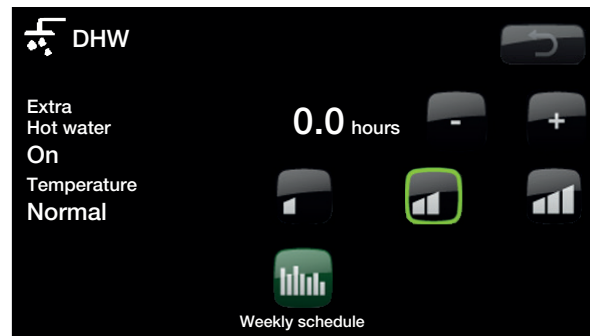 DHW
Extra
Hot water
0.0 hours
-
+
On
Temperature
Normal
Weekly schedule